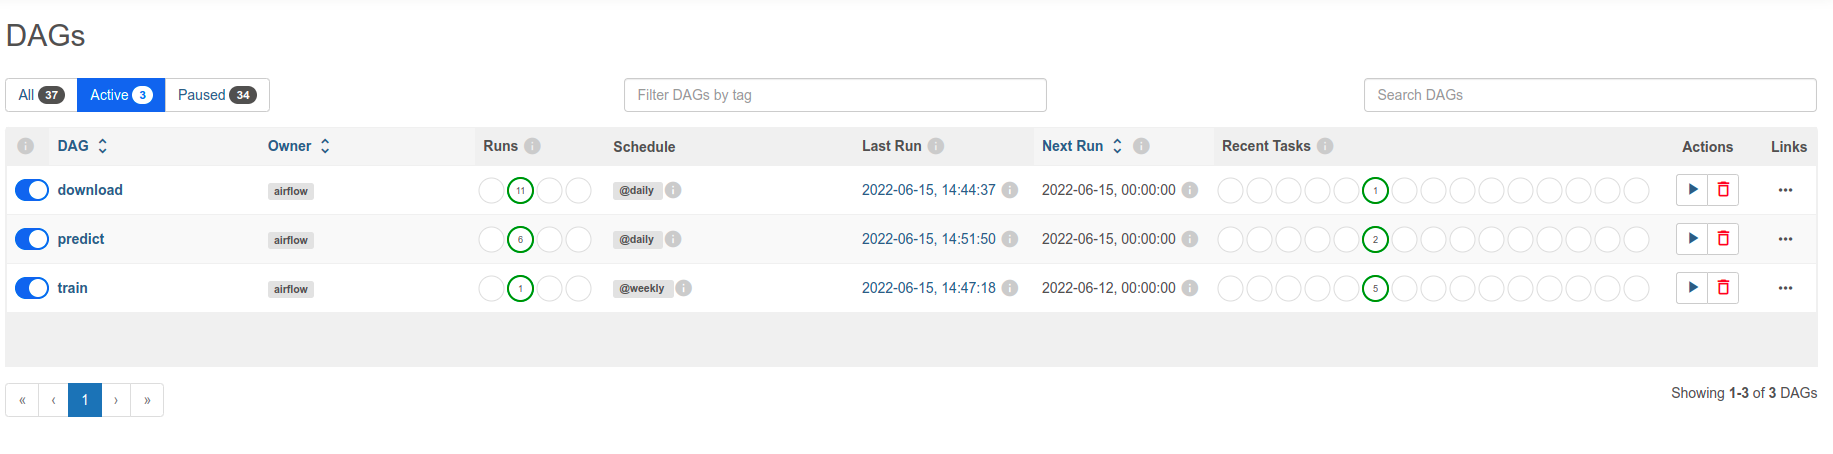 DAGs
All 37 Active 3 Paused 34 Filter DAGs by tag Search DAGs
DAG Owner Runs Schedule Last Run Next Run Recent Tasks Actions Links
download airflow 11 @daily 2022-06-15, 14:44:37 2022-06-15, 00:00:00 1 ...
predict airflow 6 @daily 2022-06-15, 14:51:50 2022-06-15, 00:00:00 2 ...
train airflow 1 @weekly 2022-06-15, 14:47:18 2022-06-12, 00:00:00 5 ...
« ‹ 1 › » Showing 1-3 of 3 DAGs